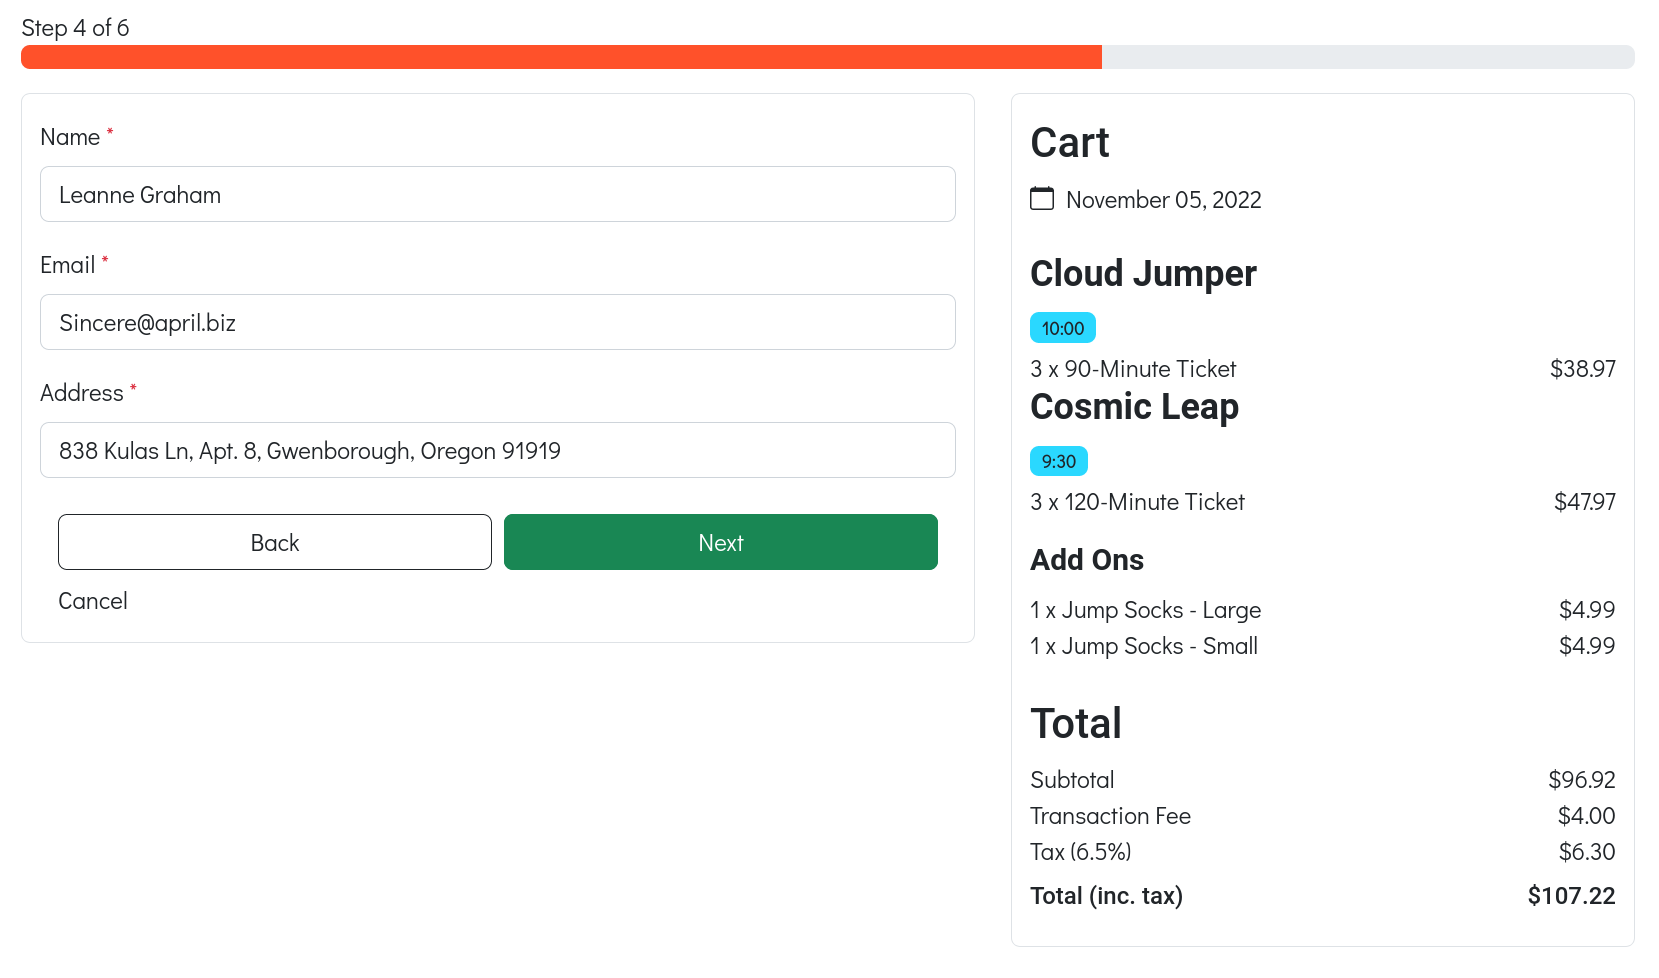 Step 4 of 6
Name *
Leanne Graham
Email *
Sincere@april.biz
Address *
838 Kulas Ln, Apt. 8, Gwenborough, Oregon 91919
Back Next
Cancel
Cart
November 05, 2022
Cloud Jumper
10:00
3 x 90-Minute Ticket $38.97
Cosmic Leap
9:30
3 x 120-Minute Ticket $47.97
Add Ons
1 x Jump Socks - Large $4.99
1 x Jump Socks - Small $4.99
Total
Subtotal $96.92
Transaction Fee $4.00
Tax (6.5%) $6.30
Total (inc. tax) $107.22